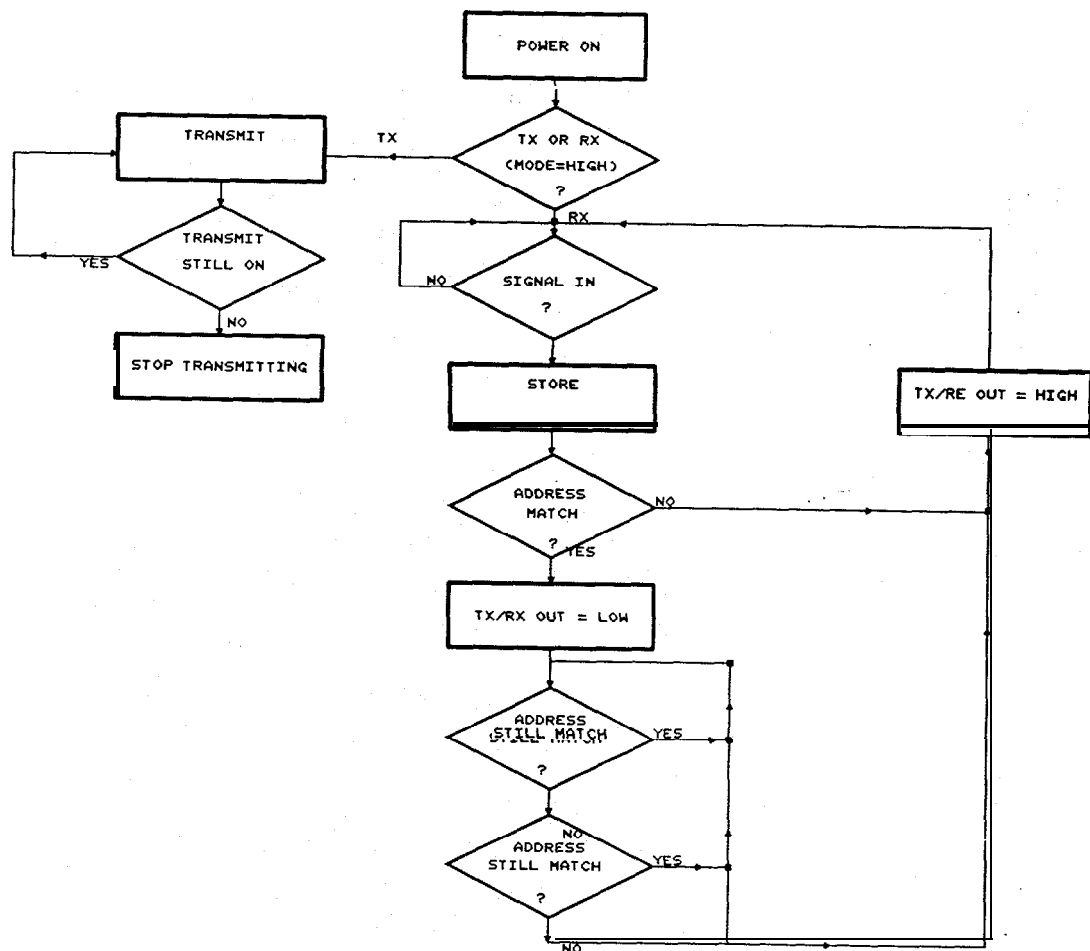 POWER ON
TX OR RX
(MODE=HIGH)
?
TX
RX
TRANSMIT
TRANSMIT
STILL ON
YES
NO
STOP TRANSMITTING
SIGNAL IN
?
NO
STORE
TX/RE OUT = HIGH
ADDRESS
MATCH
?
NO
YES
TX/RX OUT = LOW
ADDRESS
STILL MATCH
?
YES
NO
ADDRESS
STILL MATCH
?
YES
NO